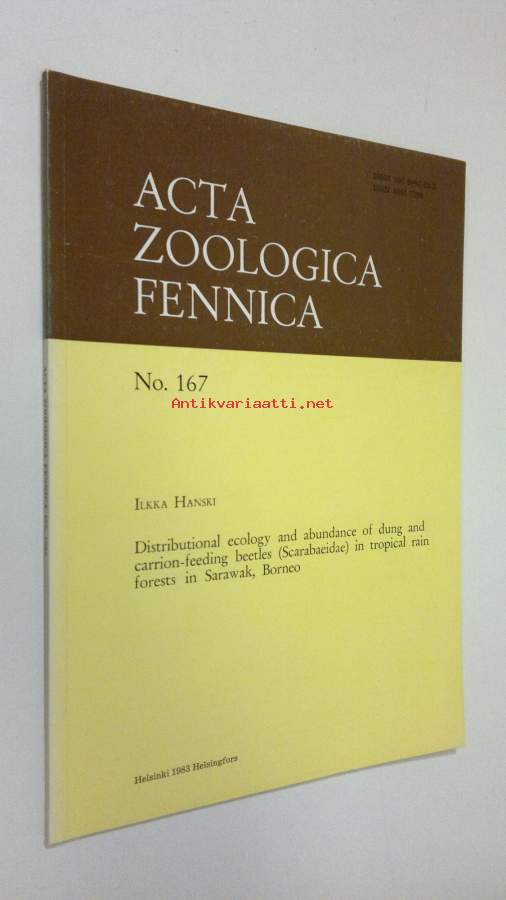 ACTA
ZOOLOGICA
FENNICA
No. 167
Antikvariaatti.net
ILKKA HANSKI
Distributional ecology and abundance of dung and
carrion-feeding beetles (Scarabaeidae) in tropical rain
forests in Sarawak, Borneo
Helsinki 1983 Helsingfors